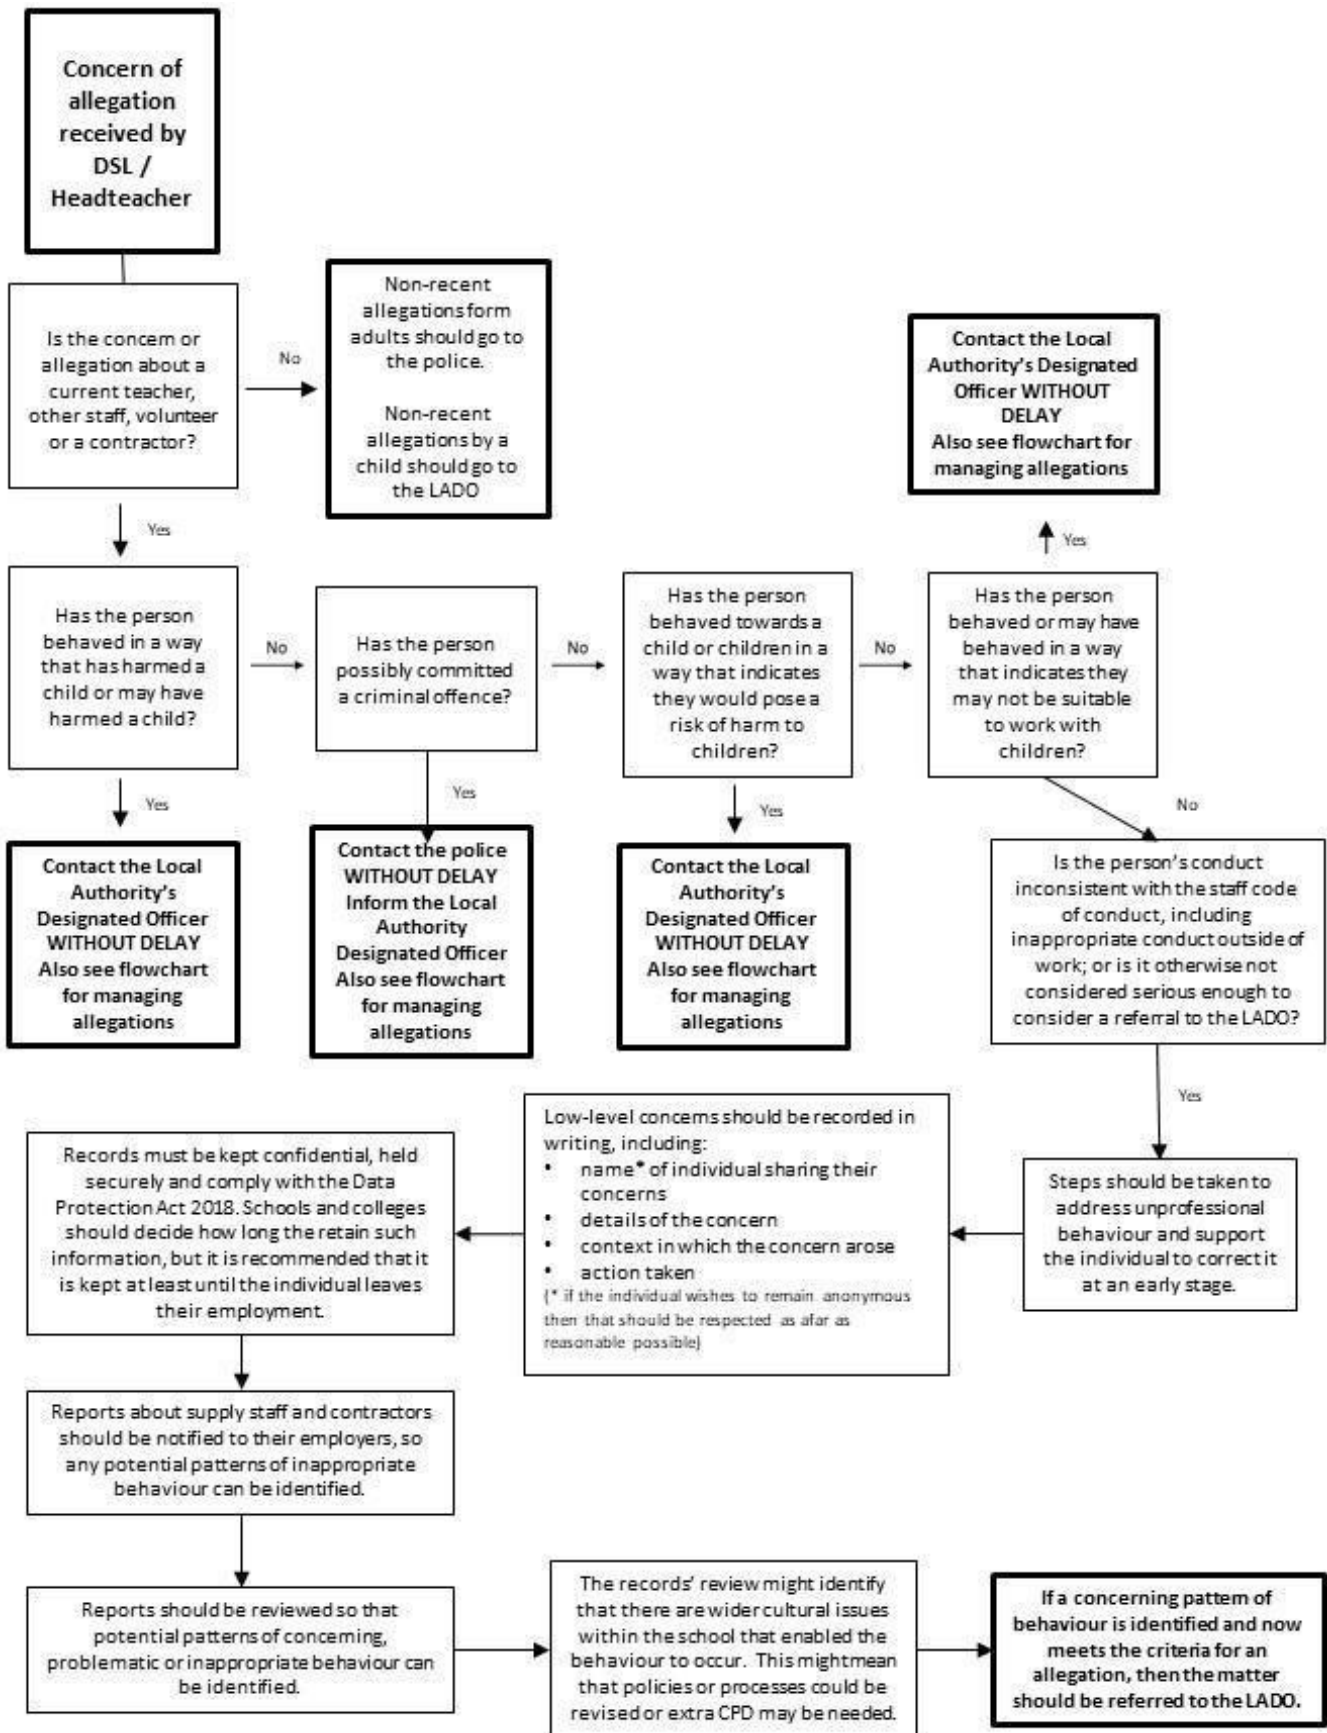 Concern of
allegation
received by
DSL /
Headteacher
Is the concern or
allegation about a
current teacher,
other staff, volunteer
or a contractor?
No
Non-recent
allegations form
adults should go to
the police.
Non-recent
allegations by a
child should go to
the LADO
Contact the Local
Authority's Designated
Officer WITHOUT
DELAY
Also see flowchart for
managing allegations
Yes
Yes
Has the person
behaved in a way
that has harmed a
child or may have
harmed a child?
No
Has the person
possibly committed
a criminal offence?
No
Has the person
behaved towards a
child or children in a
way that indicates
they would pose a
risk of harm to
children?
No
Has the person
behaved or may have
behaved in a way
that indicates they
may not be suitable
to work with
children?
Yes
Yes
Yes
No
Contact the Local
Authority's
Designated Officer
WITHOUT DELAY
Also see flowchart
for managing
allegations
Contact the police
WITHOUT DELAY
Inform the Local
Authority
Designated Officer
Also see flowchart
for managing
allegations
Contact the Local
Authority's
Designated Officer
WITHOUT DELAY
Also see flowchart
for managing
allegations
Is the person's conduct
inconsistent with the staff code
of conduct, including
inappropriate conduct outside of
work; or is it otherwise not
considered serious enough to
consider a referral to the LADO?
Yes
Steps should be taken to
address unprofessional
behaviour and support
the individual to correct it
at an early stage.
Low-level concerns should be recorded in
writing, including:
• name* of individual sharing their
concerns
• details of the concern
• context in which the concern arose
• action taken
(* if the individual wishes to remain anonymous
then that should be respected as afar as
reasonable possible)
Records must be kept confidential, held
securely and comply with the Data
Protection Act 2018. Schools and colleges
should decide how long the retain such
information, but it is recommended that it
is kept at least until the individual leaves
their employment.
Reports about supply staff and contractors
should be notified to their employers, so
any potential patterns of inappropriate
behaviour can be identified.
Reports should be reviewed so that
potential patterns of concerning,
problematic or inappropriate behaviour can
be identified.
The records' review might identify
that there are wider cultural issues
within the school that enabled the
behaviour to occur. This might mean
that policies or processes could be
revised or extra CPD may be needed.
If a concerning pattern of
behaviour is identified and now
meets the criteria for an
allegation, then the matter
should be referred to the LADO.